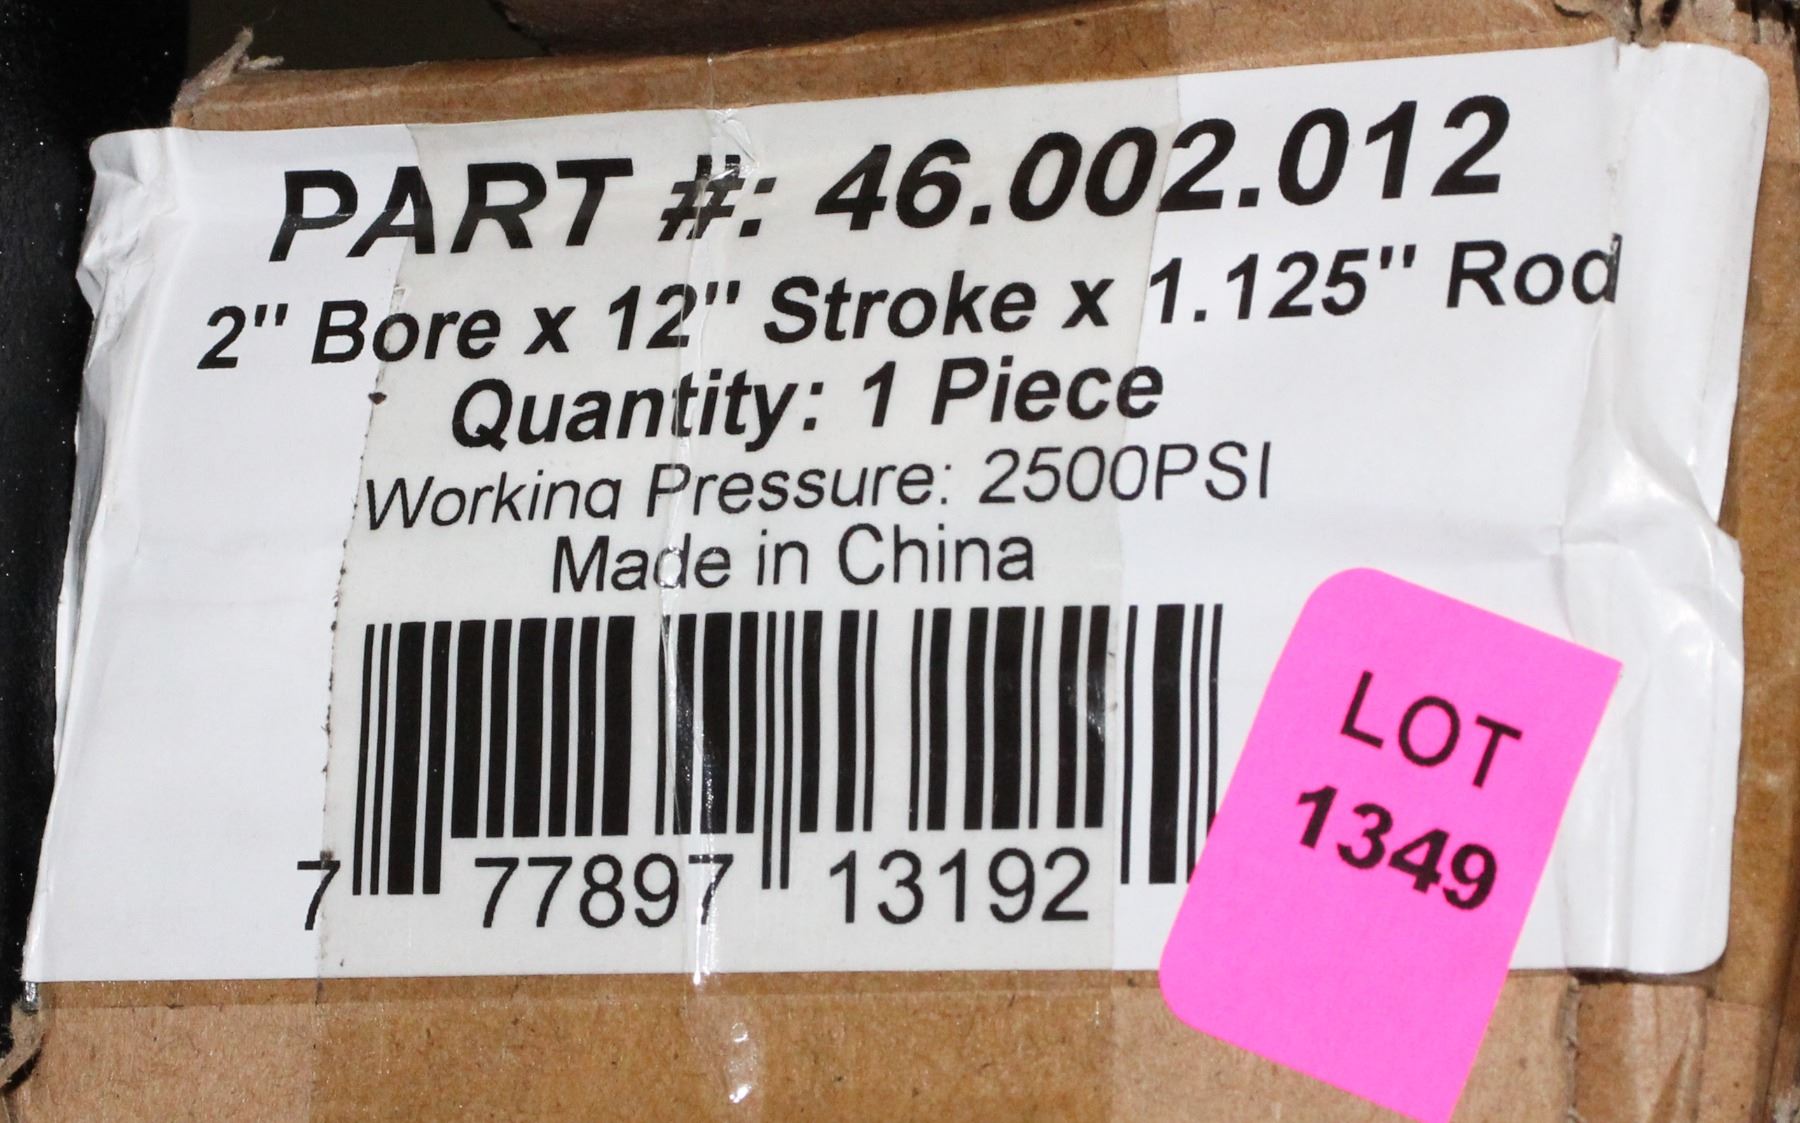 PART #: 46.002.012
2" Bore x 12" Stroke x 1.125" Rod
Quantity: 1 Piece
Working Pressure: 2500PSI
Made in China
7 77897 13192
LOT
1349